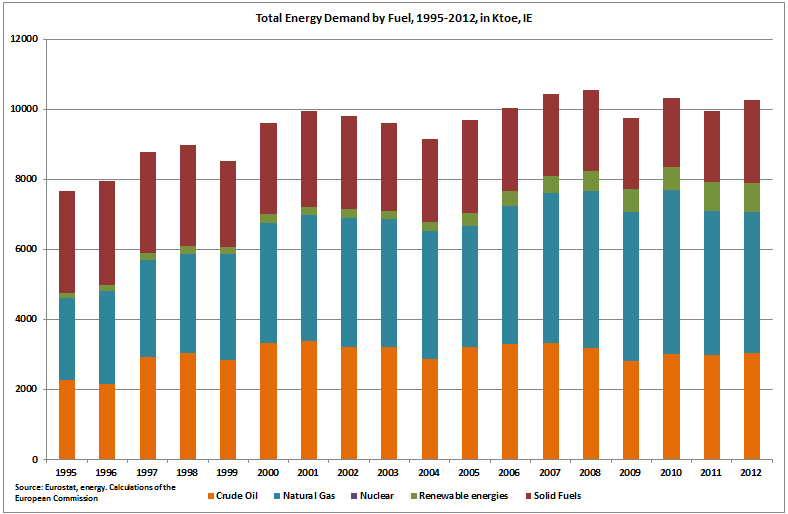 Total Energy Demand by Fuel, 1995-2012, in Ktoe, IE
12000
10000
8000
6000
4000
2000
0
1995 1996 1997 1998 1999 2000 2001 2002 2003 2004 2005 2006 2007 2008 2009 2010 2011 2012
Source: Eurostat, energy. Calculations of the
European Commission
Crude Oil Natural Gas Nuclear Renewable energies Solid Fuels